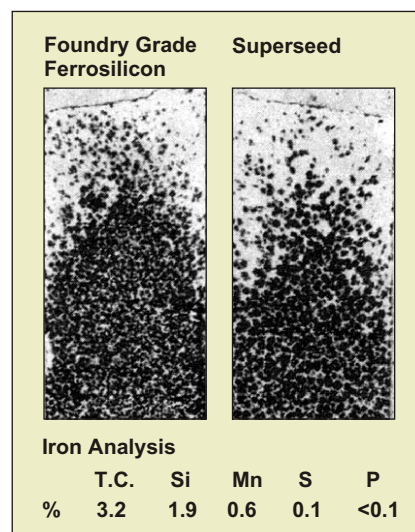 Foundry Grade Superseed
Ferrosilicon
Iron Analysis
T.C. Si Mn S P
% 3.2 1.9 0.6 0.1 <0.1